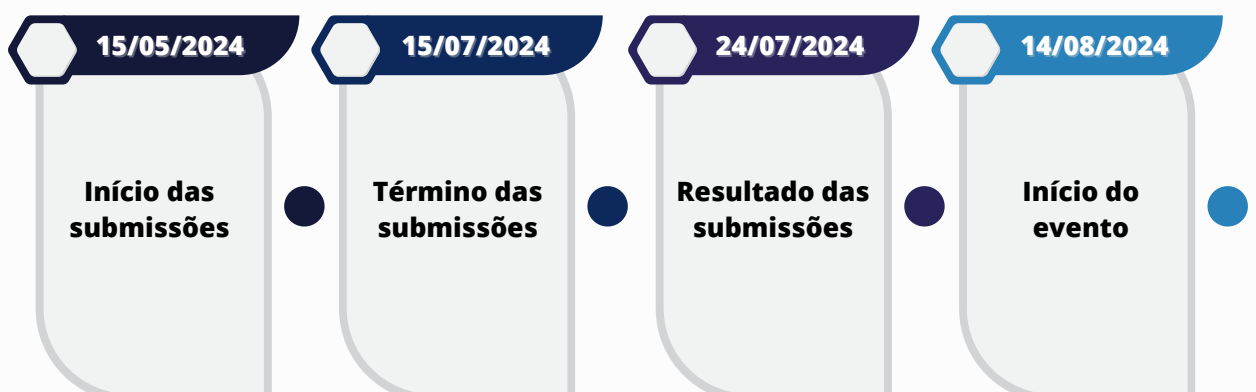 15/05/2024
Início das
submissões
15/07/2024
Término das
submissões
24/07/2024
Resultado das
submissões
14/08/2024
Início do
evento